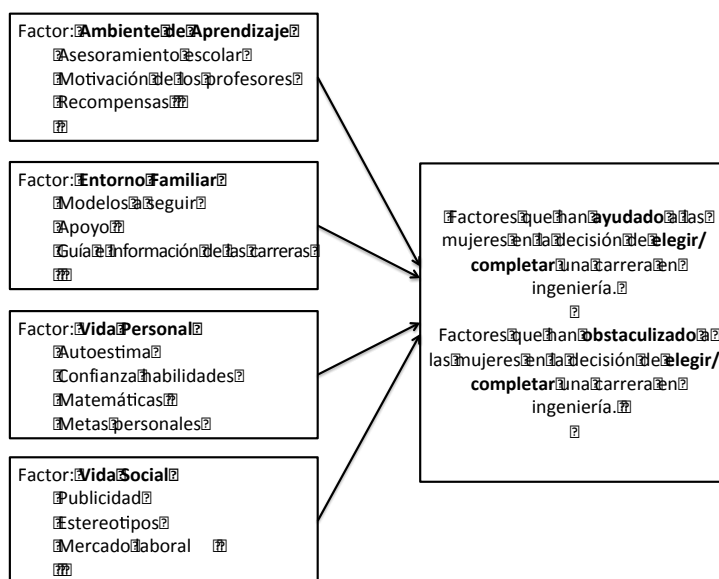 Factor: Ambiente de Aprendizaje
Asesoramiento escolar
Motivación de los profesores
Recompensas
Factor: Entorno Familiar
Modelos a seguir
Apoyo
Guía e Información de las carreras
Factor: Vida Personal
Autoestima
Confianza habilidades
Matemáticas
Metas personales
Factor: Vida Social
Publicidad
Estereotipos
Mercado laboral
Factores que han ayudado a las
mujeres en la decisión de elegir/
completar una carrera en
ingeniería.
Factores que han obstaculizado a
las mujeres en la decisión de elegir/
completar una carrera en
ingeniería.